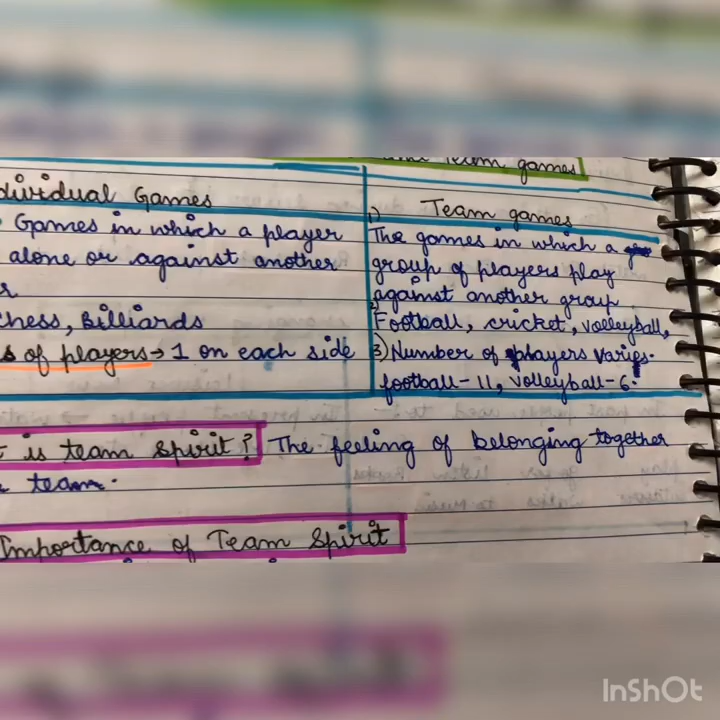 and Team games
dividual Games
Games in which a player
alone or against another
r
chess, Billiards
s of players → 1 on each side
Team games
1)
The games in which a
group of players play
against another group
2)
Football, cricket, volleyball,
3) Number of players varies.
football - 11, volleyball - 6.
t is team spirit? The feeling of belonging together
a team.
Importance of Team Spirit
InShOt